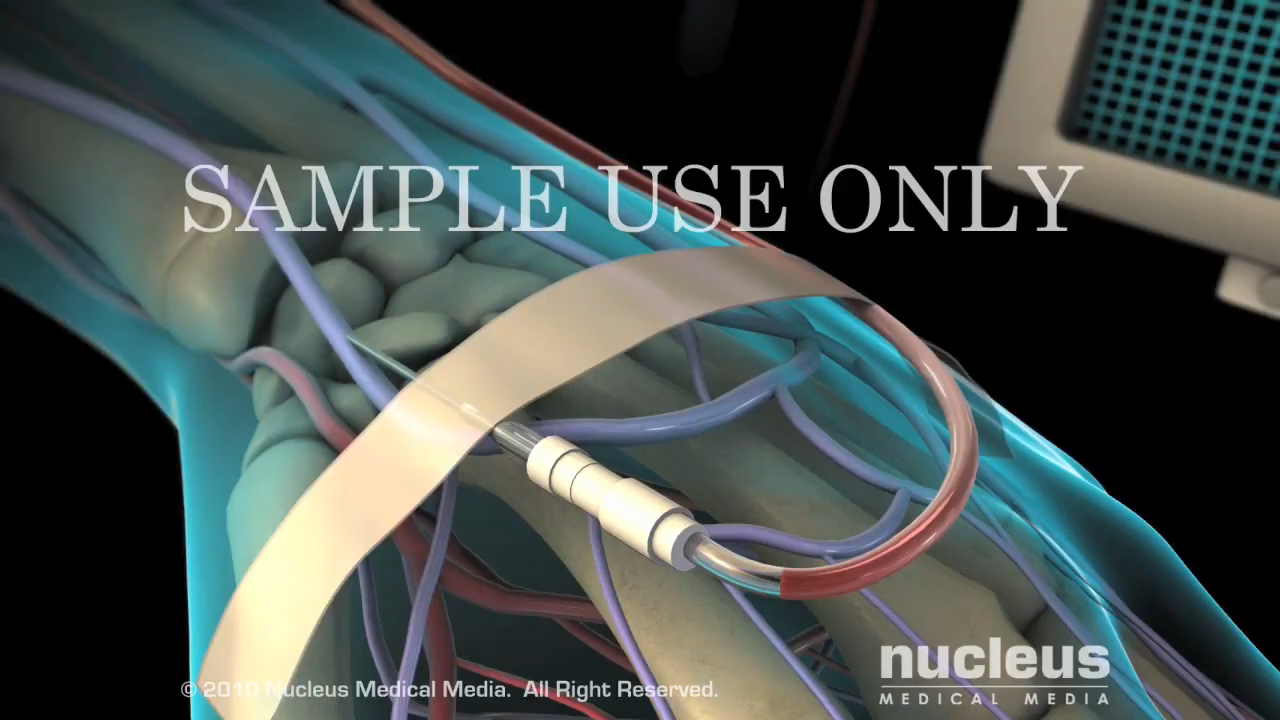 SAMPLE USE ONLY
nucleus
MEDICAL MEDIA
© 2010 Nucleus Medical Media. All Right Reserved.